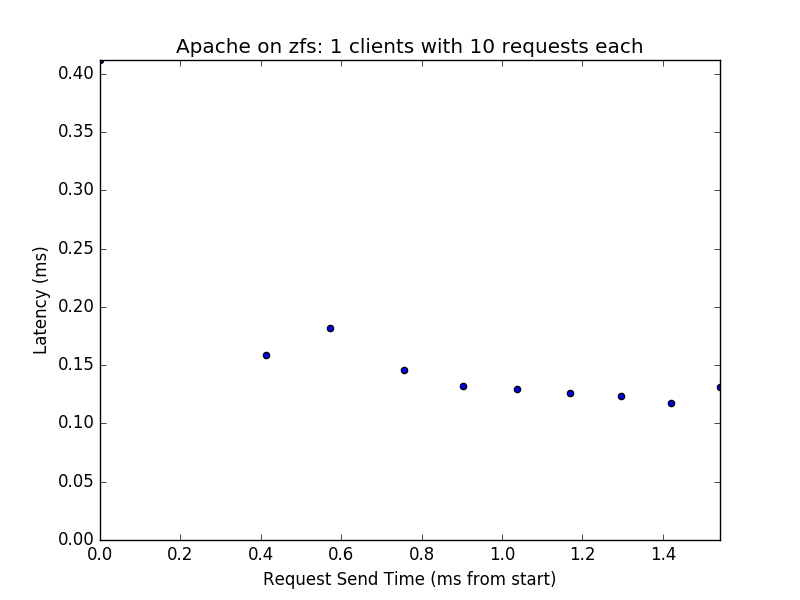 Apache on zfs: 1 clients with 10 requests each
0.40
0.35
0.30
0.25
0.20
0.15
0.10
0.05
0.00
Latency (ms)
0.0 0.2 0.4 0.6 0.8 1.0 1.2 1.4
Request Send Time (ms from start)